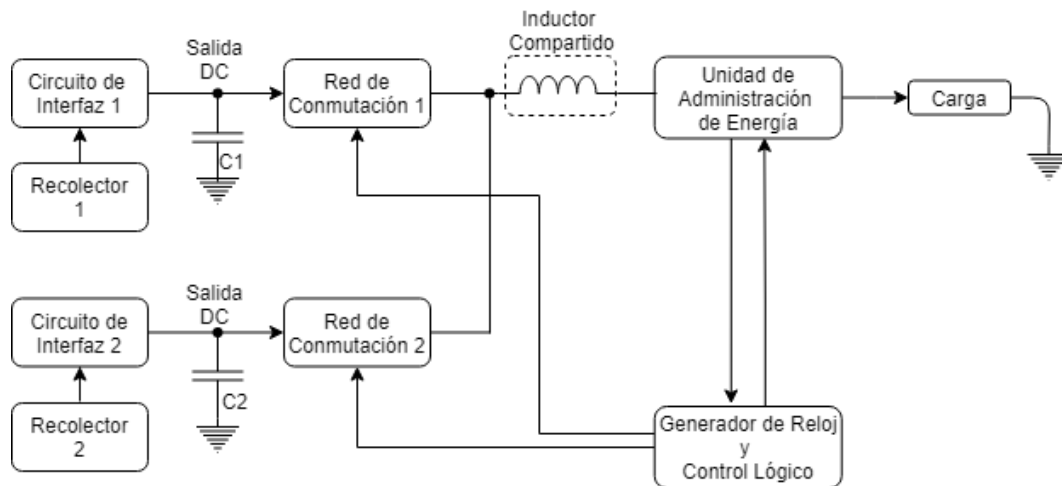 Inductor
Compartido
Salida
DC
Circuito de
Interfaz 1
Red de
Conmutación 1
Unidad de
Administración
de Energía
Carga
C1
Recolector
1
Salida
DC
Circuito de
Interfaz 2
Red de
Conmutación 2
C2
Recolector
2
Generador de Reloj
y
Control Lógico